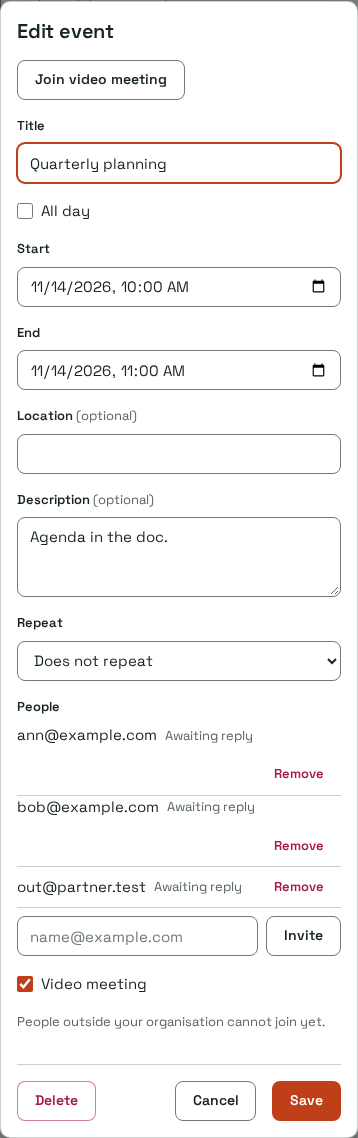 Edit event
Join video meeting
Title
Quarterly planning
All day
Start
11/14/2026, 10:00 AM
End
11/14/2026, 11:00 AM
Location (optional)
Description (optional)
Agenda in the doc.
Repeat
Does not repeat
People
ann@example.com Awaiting reply
Remove
bob@example.com Awaiting reply
Remove
out@partner.test Awaiting reply Remove
name@example.com Invite
Video meeting
People outside your organisation cannot join yet.
Delete Cancel Save